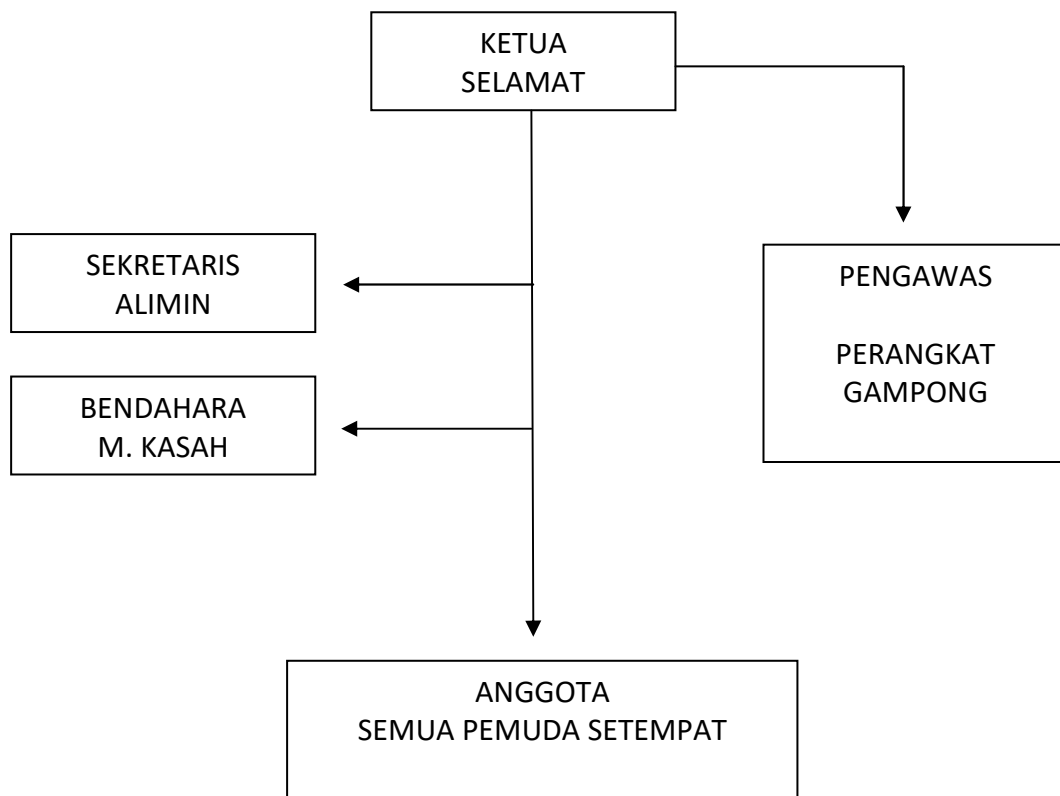 KETUA
SELAMAT
SEKRETARIS
ALIMIN
PENGAWAS
PERANGKAT
GAMPONG
BENDAHARA
M. KASAH
ANGGOTA
SEMUA PEMUDA SETEMPAT